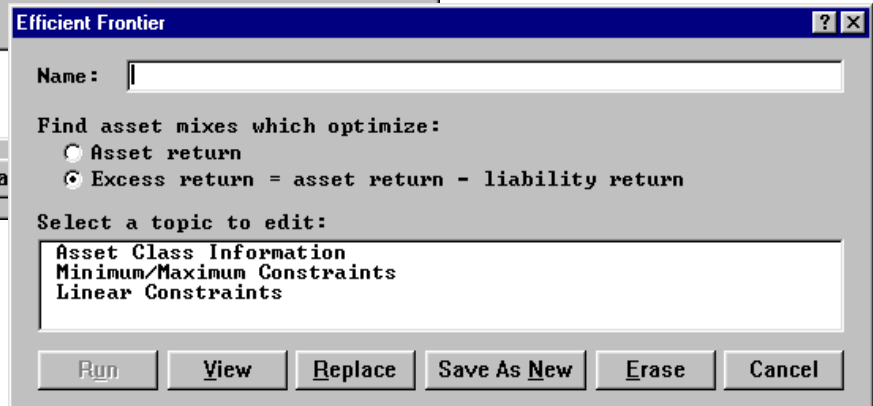 Efficient Frontier
Name:
Find asset mixes which optimize:
Asset return
Excess return = asset return - liability return
Select a topic to edit:
Asset Class Information
Minimum/Maximum Constraints
Linear Constraints
Run View Replace Save As New Erase Cancel